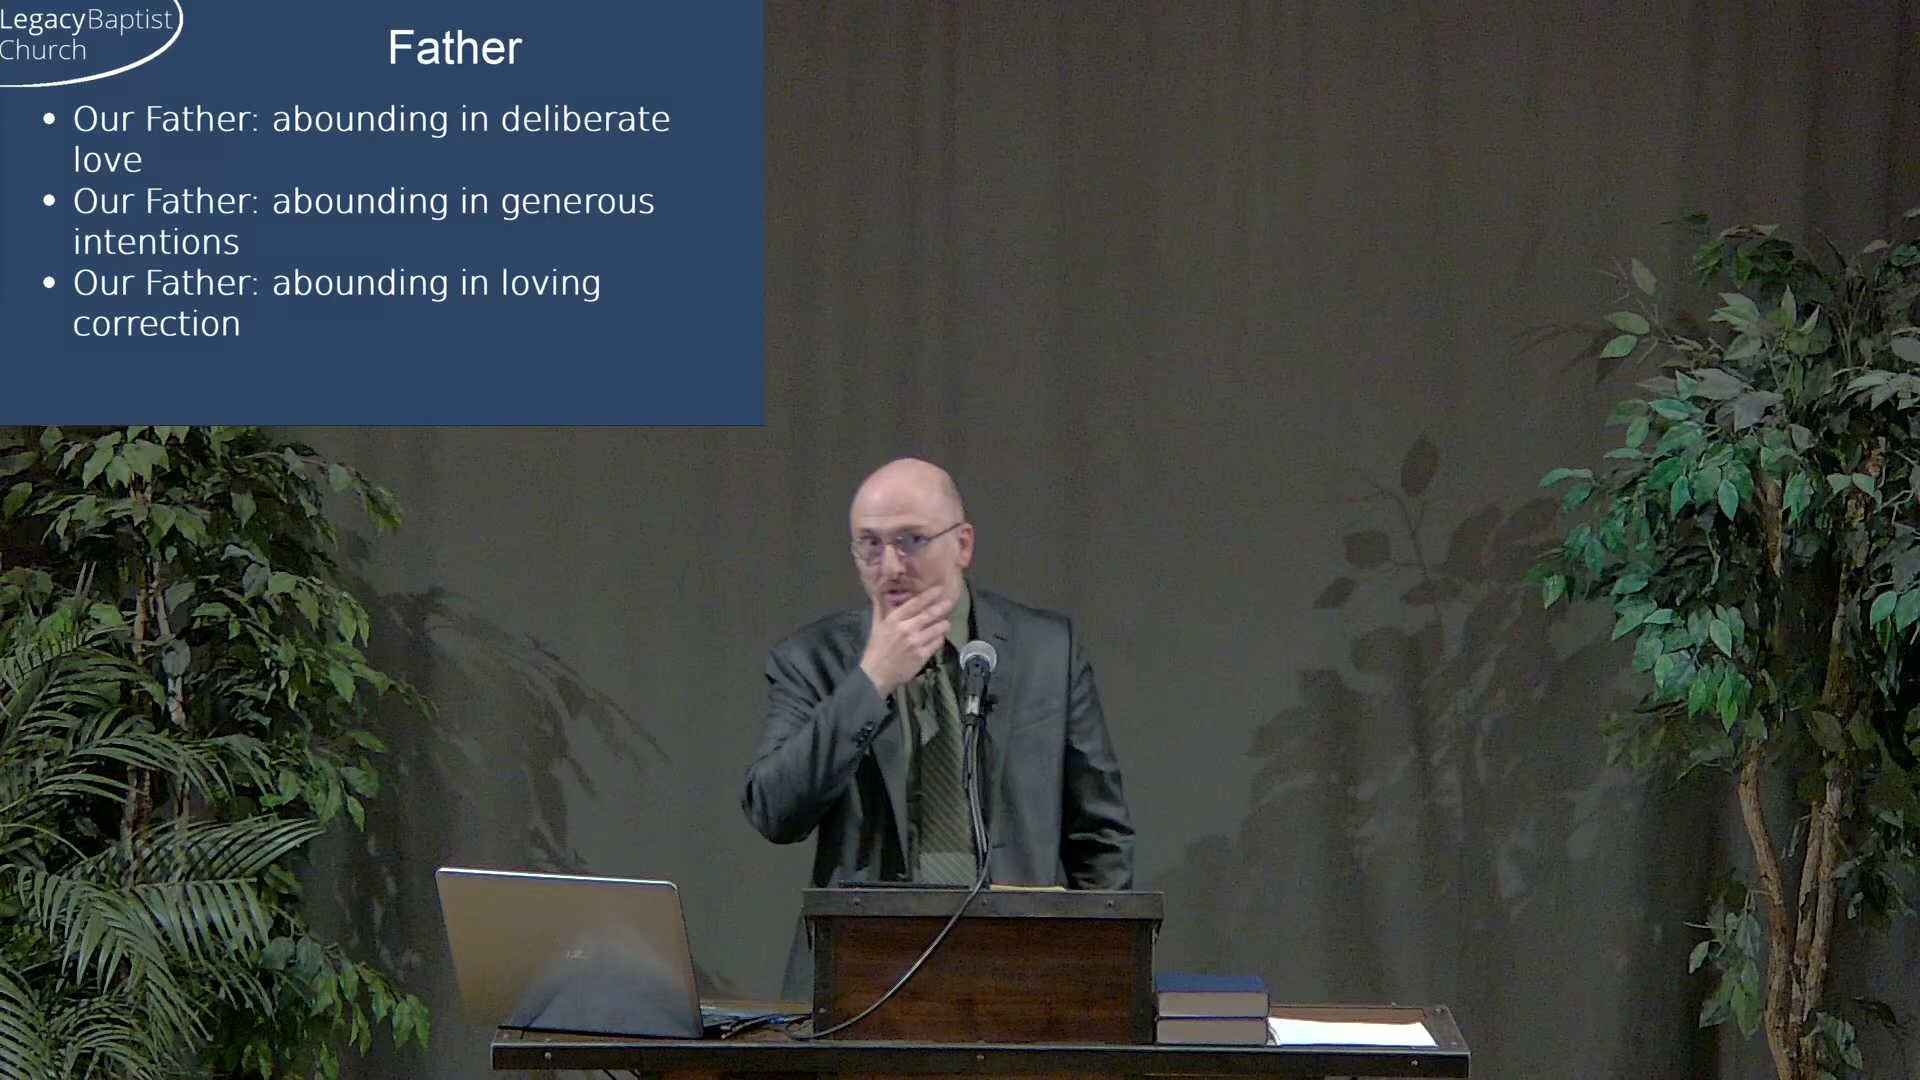 LegacyBaptist
Church
Father
• Our Father: abounding in deliberate
love
• Our Father: abounding in generous
intentions
• Our Father: abounding in loving
correction